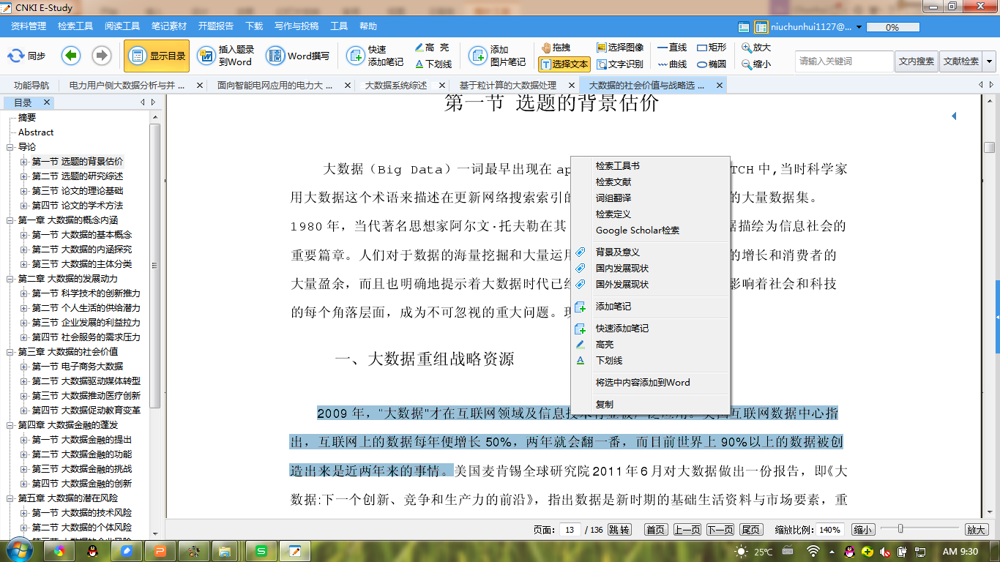 CNKI E-Study
资料管理 检索工具 阅读工具 笔记素材 开题报告 下载 写作与投稿 工具 帮助 niuchunhui1127@... 0%
同步 显示目录 插入题录到Word Word撰写 快速添加笔记 高 亮 下划线 添加图片笔记 拖拽 选择文本 选择图像 文字识别 直线 曲线 矩形 椭圆 放大 缩小 请输入关键词 文内搜索 文献检索
功能导航 电力用户侧大数据分析与并 ... 面向智能电网应用的电力大 ... 大数据系统综述 基于粒计算的大数据处理 大数据的社会价值与战略选 ...
目录
摘要
Abstract
导论
第一节 选题的背景估价
第二节 选题的研究综述
第三节 论文的理论基础
第四节 论文的学术方法
第一章 大数据的概念内涵
第一节 大数据的基本概念
第二节 大数据的内涵探究
第三节 大数据的主体分类
第二章 大数据的发展动力
第一节 科学技术的创新推力
第二节 个人生活的供给潜力
第三节 企业发展的利益拉力
第四节 社会服务的需求压力
第三章 大数据的社会价值
第一节 电子商务大数据
第二节 大数据驱动媒体转型
第三节 大数据推动医疗创新
第四节 大数据促动教育变革
第四章 大数据金融的蓬发
第一节 大数据金融的提出
第二节 大数据金融的功能
第三节 大数据金融的挑战
第四节 大数据金融的创新
第五章 大数据的潜在风险
第一节 大数据的技术风险
第二节 大数据的个体风险
第一节 选题的背景估价
大数据（Big Data）一词最早出现在 ap TCH 中,当时科学家
用大数据这个术语来描述在更新网络搜索索引的 的大量数据集。
1980 年，当代著名思想家阿尔文·托夫勒在其 据描绘为信息社会的
重要篇章。人们对于数据的海量挖掘和大量运用 的增长和消费者的
大量盈余，而且也明确地提示着大数据时代已经 影响着社会和科技
的每个角落层面，成为不可忽视的重大问题。现
一、大数据重组战略资源
2009 年，"大数据"才在互联网领域及信息技术行业被广泛应用。美国互联网数据中心指
出，互联网上的数据每年便增长 50%，两年就会翻一番，而目前世界上 90%以上的数据被创
造出来是近两年来的事情。美国麦肯锡全球研究院 2011 年 6 月对大数据做出一份报告，即《大
数据:下一个创新、竞争和生产力的前沿》，指出数据是新时期的基础生活资料与市场要素，重
检索工具书
检索文献
词组翻译
检索定义
Google Scholar检索
背景及意义
国内发展现状
国外发展现状
添加笔记
快速添加笔记
高亮
下划线
将选中内容添加到Word
复制
页面: 13 / 136 跳 转 首页 上一页 下一页 尾页 缩放比例: 140% 缩小 放大
25℃ AM 9:30